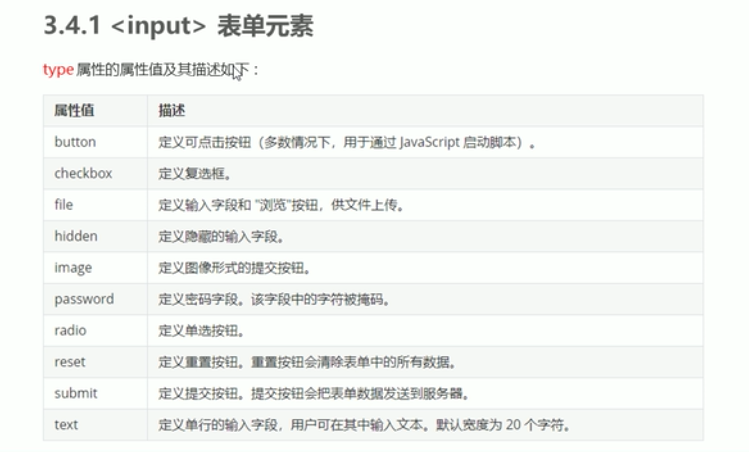 3.4.1 <input> 表单元素
type 属性的属性值及其描述如下：
属性值 描述
button 定义可点击按钮（多数情况下，用于通过 JavaScript 启动脚本）。
checkbox 定义复选框。
file 定义输入字段和 "浏览"按钮，供文件上传。
hidden 定义隐藏的输入字段。
image 定义图像形式的提交按钮。
password 定义密码字段。该字段中的字符被掩码。
radio 定义单选按钮。
reset 定义重置按钮。重置按钮会清除表单中的所有数据。
submit 定义提交按钮。提交按钮会把表单数据发送到服务器。
text 定义单行的输入字段，用户可在其中输入文本。默认宽度为 20 个字符。